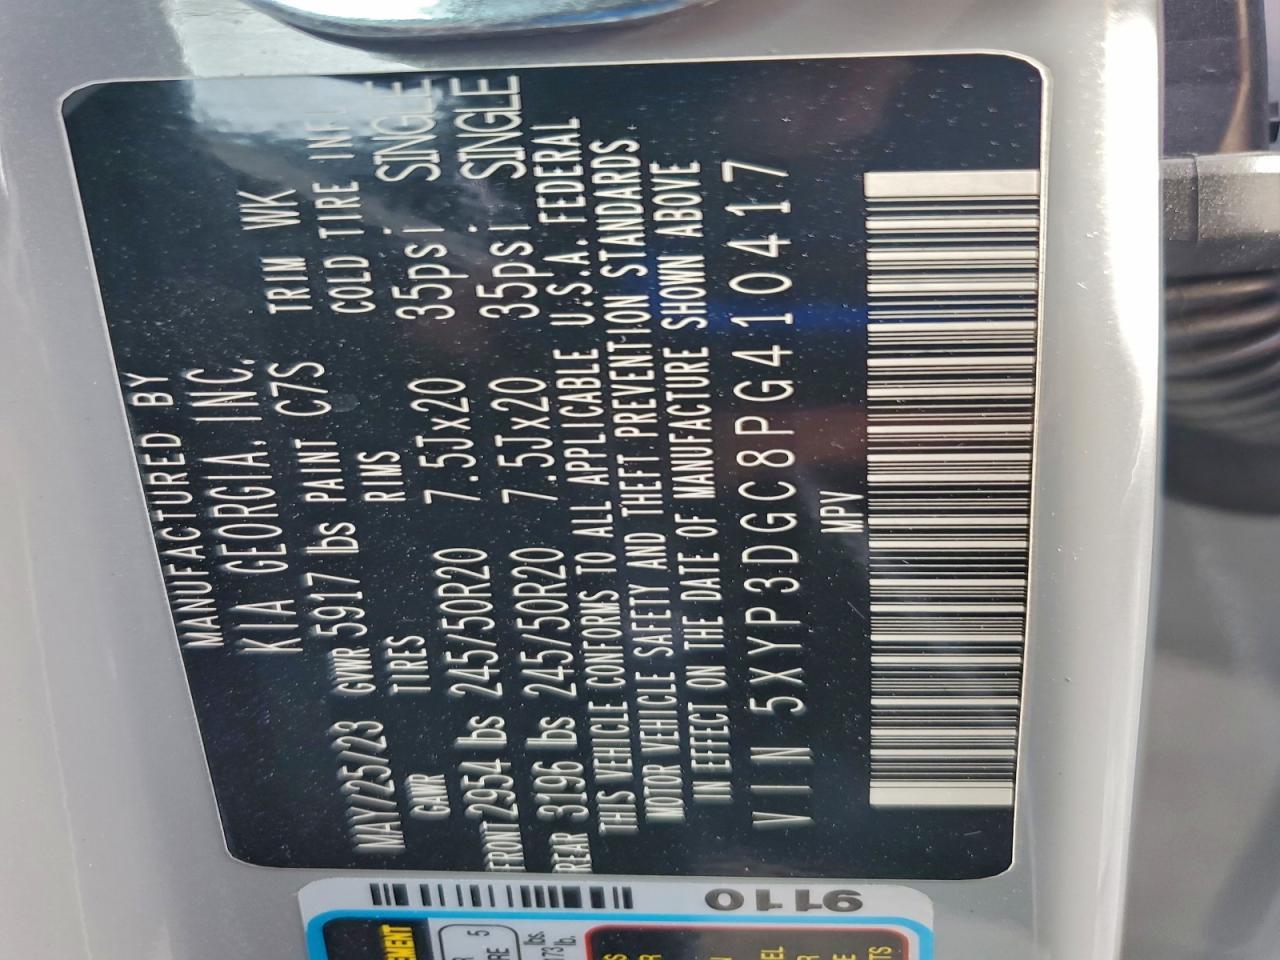 MANUFACTURED BY
KIA GEORGIA, INC.
MAY/25/23 GVWR 5917 lbs PAINT C7S TRIM WK
GAWR TIRES RIMS COLD TIRE
FRONT 2954 lbs 245/50R20 7.5Jx20 35psi SINGLE
REAR 3196 lbs 245/50R20 7.5Jx20 35psi SINGLE
THIS VEHICLE CONFORMS TO ALL APPLICABLE U.S.A. FEDERAL
MOTOR VEHICLE SAFETY AND THEFT PREVENTION STANDARDS
IN EFFECT ON THE DATE OF MANUFACTURE SHOWN ABOVE
VIN 5XYP3DGC8PG410417
MPV
9110